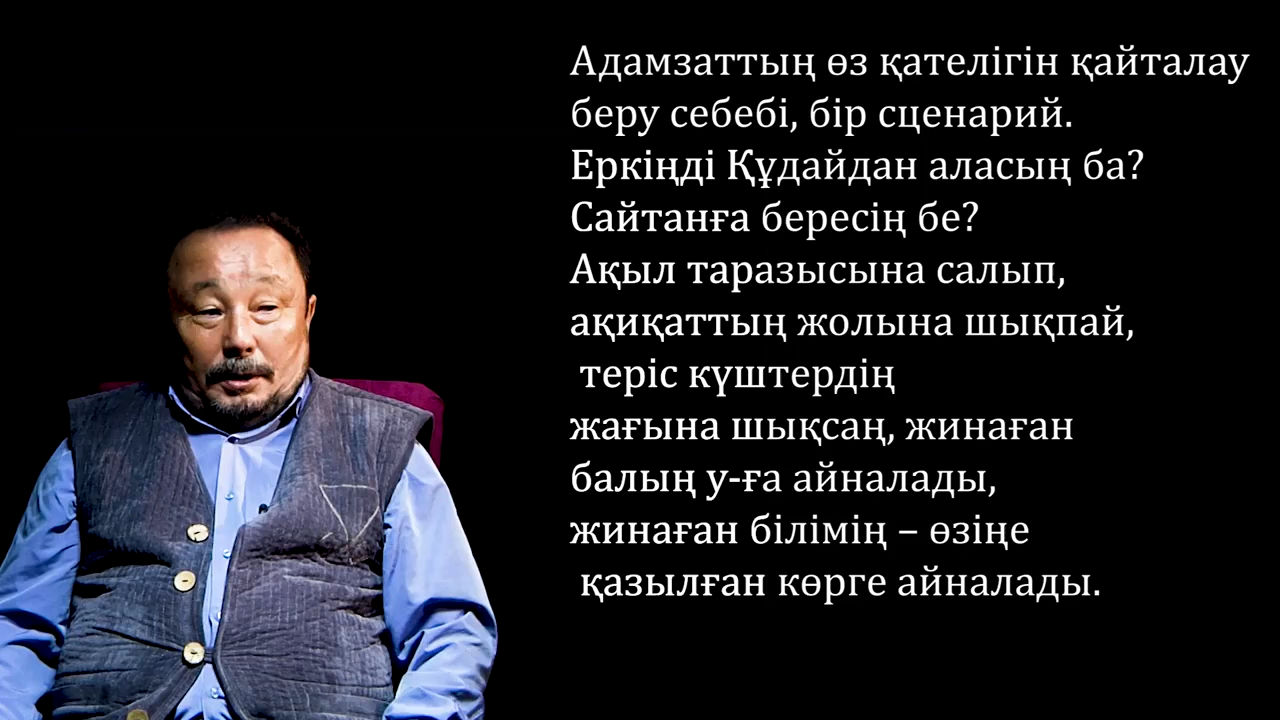 Адамзаттың өз қателігін қайталау
беру себебі, бір сценарий.
Еркіңді Құдайдан аласың ба?
Сайтанға бересің бе?
Ақыл таразысына салып,
ақиқаттың жолына шықпай,
теріс күштердің
жағына шықсаң, жинаған
балың у-ға айналады,
жинаған білімің – өзіңе
қазылған көрге айналады.